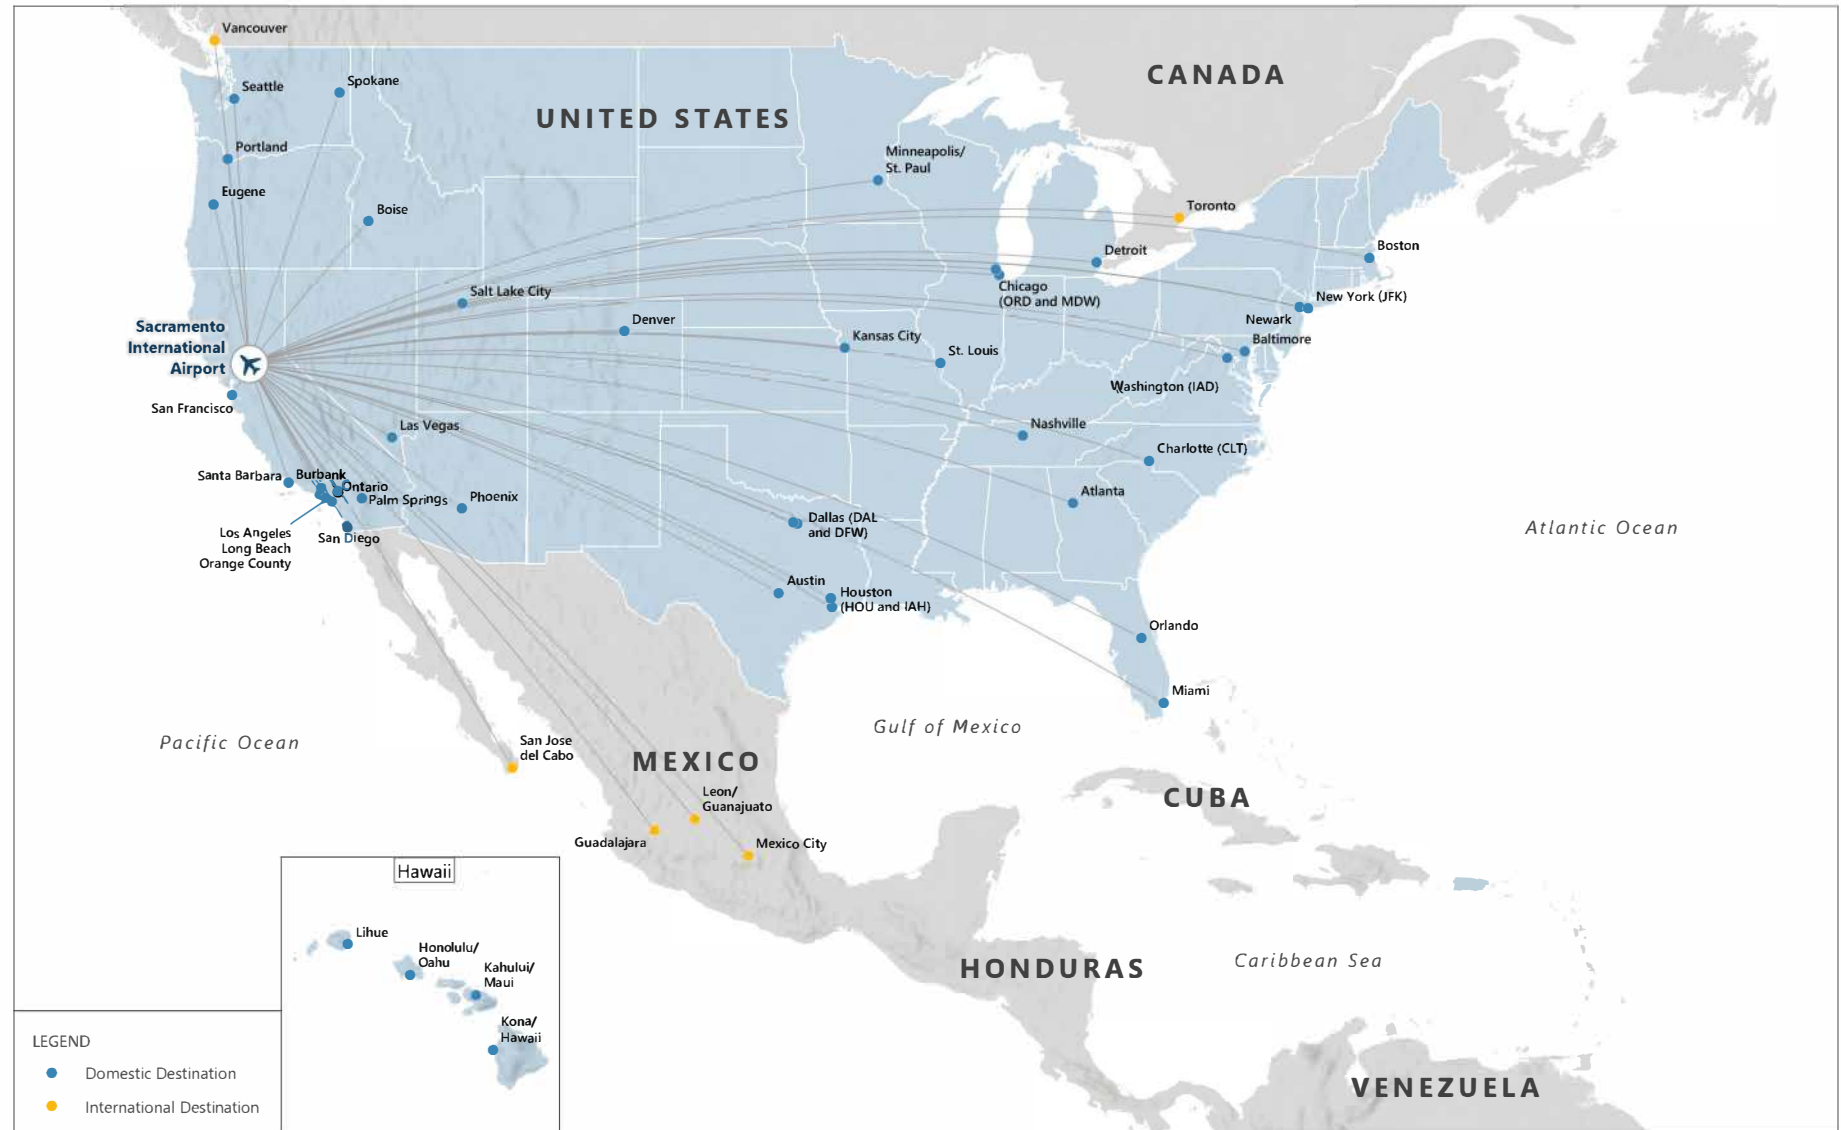 Vancouver
CANADA
Seattle
Spokane
UNITED STATES
Portland
Minneapolis/
St. Paul
Eugene
Boise
Toronto
Boston
Detroit
Salt Lake City
Chicago
(ORD and MDW)
New York (JFK)
Newark
Sacramento
International
Airport
Denver
Kansas City
Baltimore
St. Louis
Washington (IAD)
San Francisco
Las Vegas
Nashville
Charlotte (CLT)
Santa Barbara
Burbank
Ontario
Palm Springs
Phoenix
Atlanta
Los Angeles
Long Beach
Orange County
San Diego
Dallas (DAL
and DFW)
Atlantic Ocean
Austin
Houston
(HOU and IAH)
Orlando
Miami
Pacific Ocean
San Jose
del Cabo
Gulf of Mexico
MEXICO
Leon/
Guanajuato
CUBA
Guadalajara
Mexico City
Hawaii
Lihue
Honolulu/
Oahu
Kahului/
Maui
Kona/
Hawaii
HONDURAS
Caribbean Sea
VENEZUELA
LEGEND
Domestic Destination
International Destination